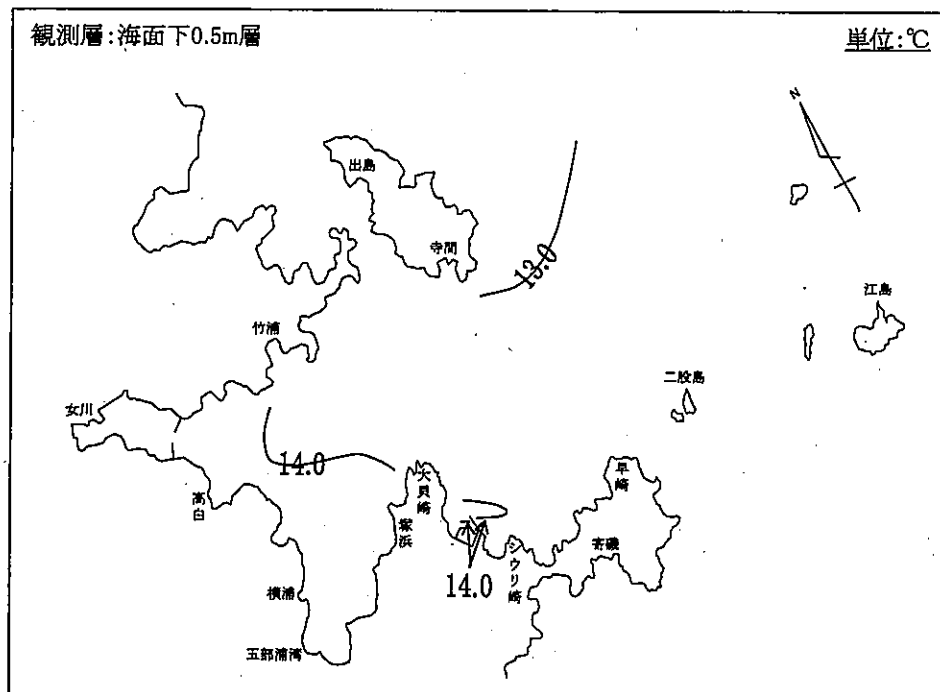 観測層:海面下0.5m層
単位:℃
N
出島
寺間
13.0
江島
竹浦
二股島
女川
14.0
大貝崎
早崎
高白
塚浜
寄磯
シウリ崎
14.0
横浦
五部浦湾